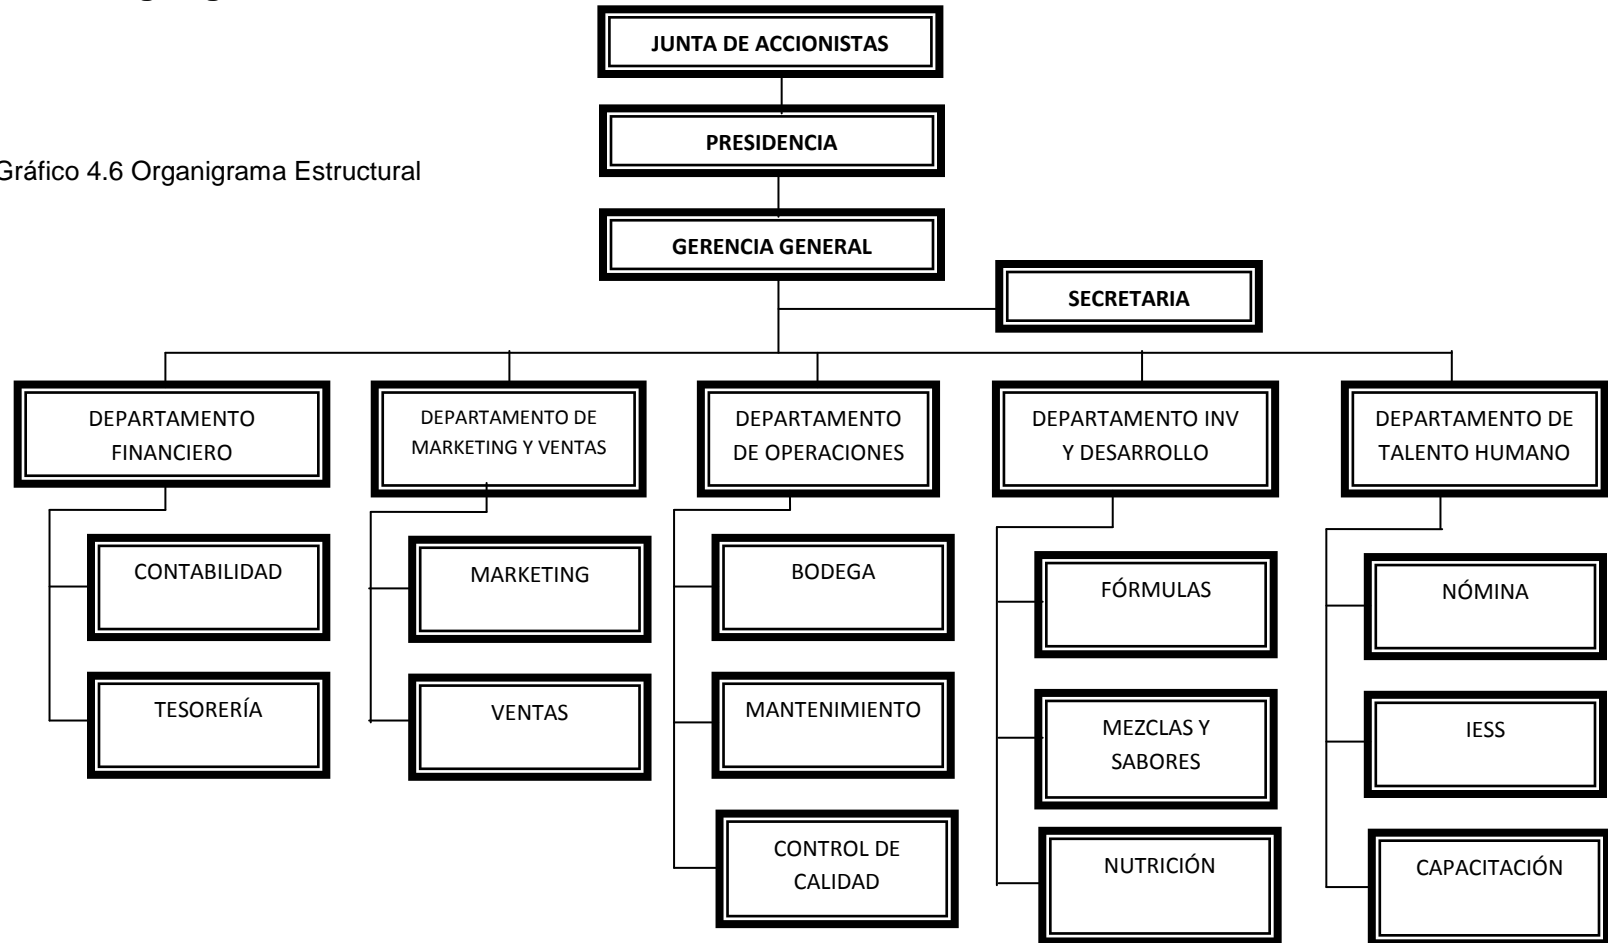 JUNTA DE ACCIONISTAS
PRESIDENCIA
Gráfico 4.6 Organigrama Estructural
GERENCIA GENERAL
SECRETARIA
DEPARTAMENTO
FINANCIERO
DEPARTAMENTO DE
MARKETING Y VENTAS
DEPARTAMENTO
DE OPERACIONES
DEPARTAMENTO INV
Y DESARROLLO
DEPARTAMENTO DE
TALENTO HUMANO
CONTABILIDAD
MARKETING
BODEGA
FÓRMULAS
NÓMINA
TESORERÍA
VENTAS
MANTENIMIENTO
MEZCLAS Y
SABORES
IESS
CONTROL DE
CALIDAD
NUTRICIÓN
CAPACITACIÓN